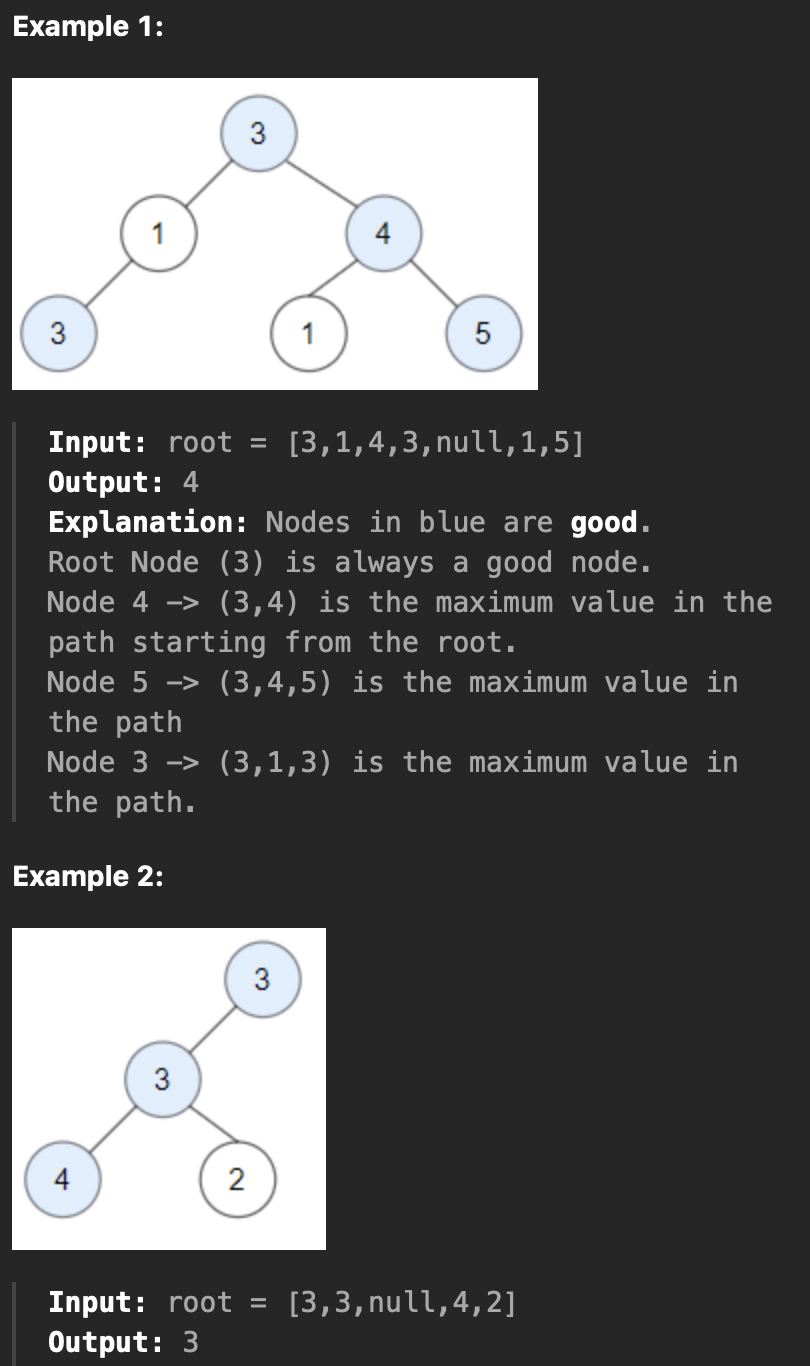 Example 1:
3
1
4
3
1
5
Input: root = [3,1,4,3,null,1,5]
Output: 4
Explanation: Nodes in blue are good.
Root Node (3) is always a good node.
Node 4 -> (3,4) is the maximum value in the
path starting from the root.
Node 5 -> (3,4,5) is the maximum value in
the path
Node 3 -> (3,1,3) is the maximum value in
the path.
Example 2:
3
3
4
2
Input: root = [3,3,null,4,2]
Output: 3